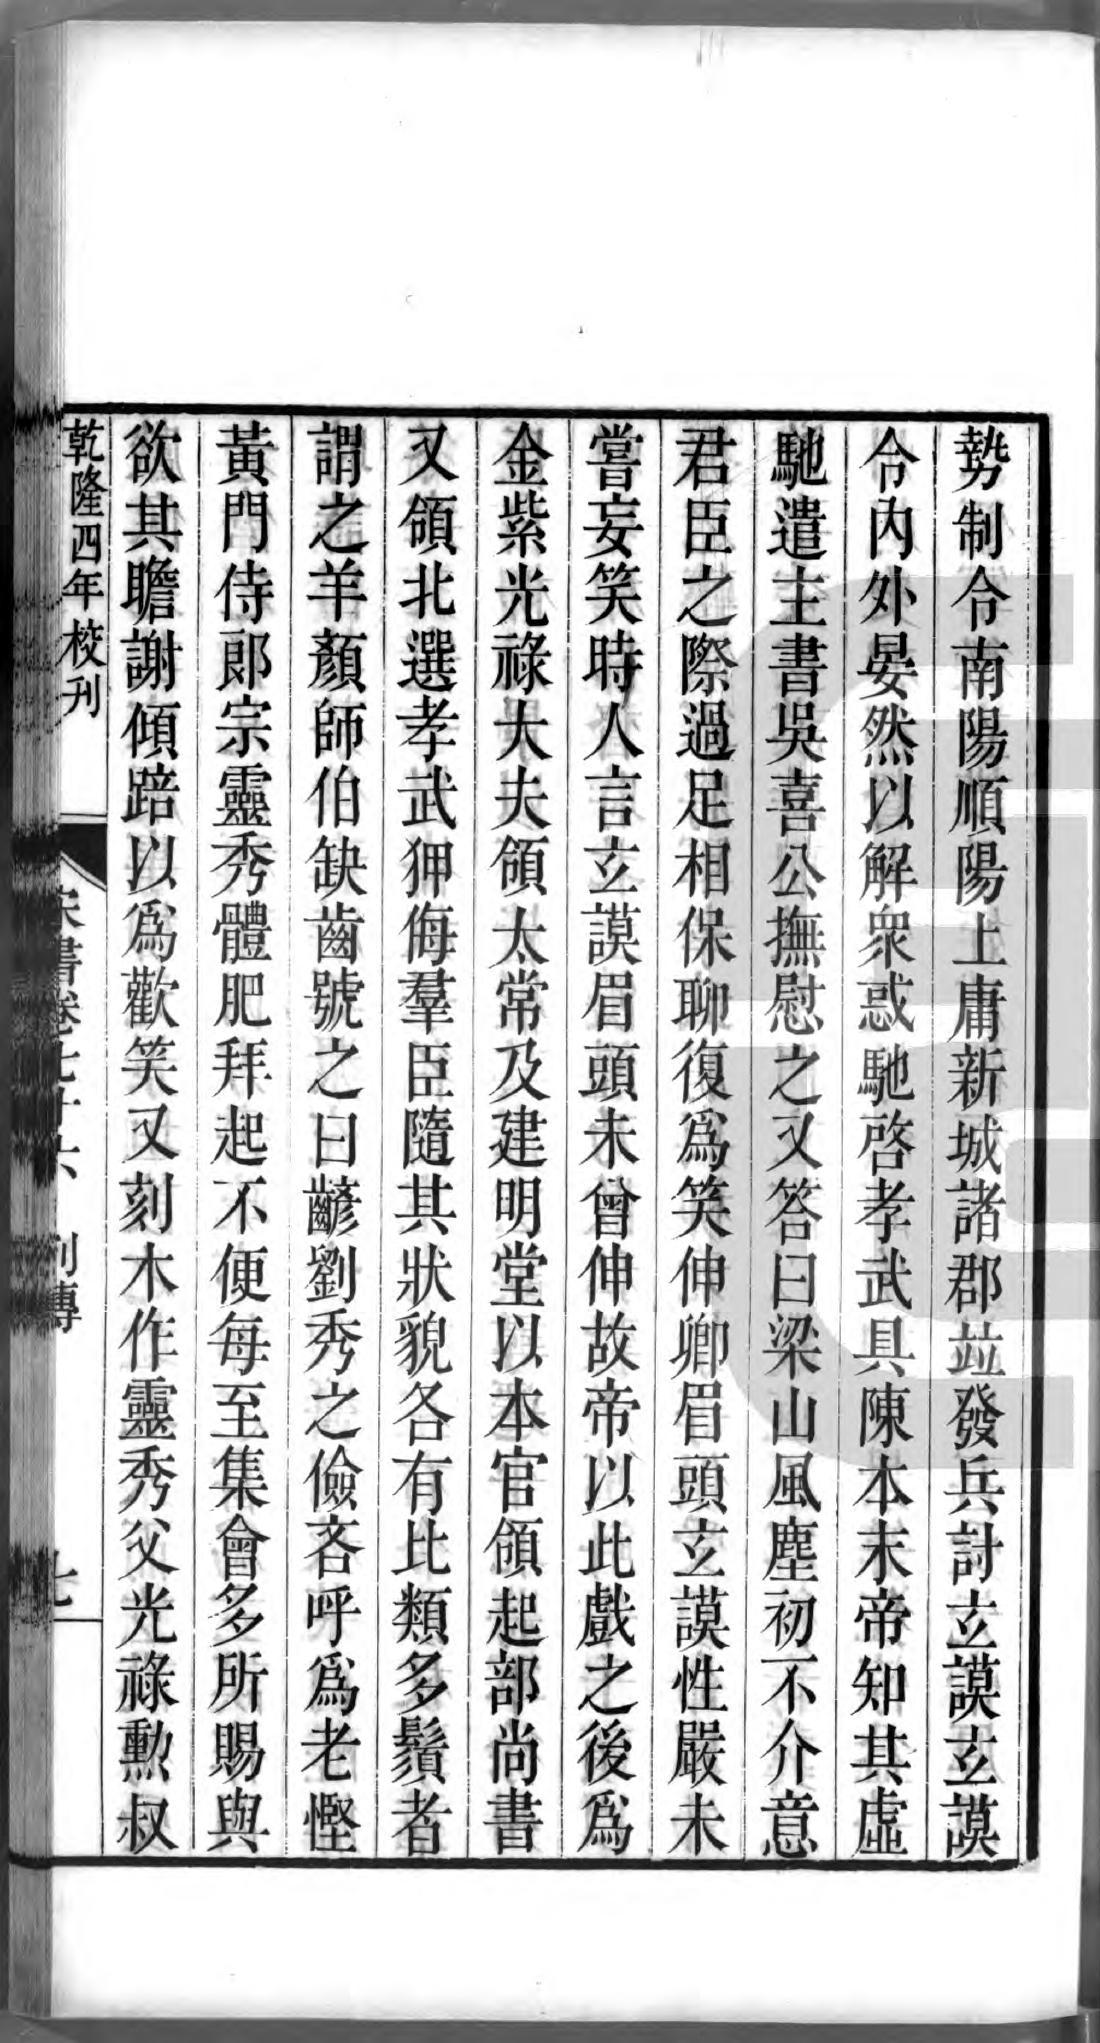 勢制令南陽順陽上庸新城諸郡竝發兵討玄謨玄謨
令內外晏然以解衆惑馳啓孝武具陳本末帝知其虛
馳遣主書吳喜公撫慰之又答曰梁山風塵初不介意
君臣之際過足相保聊復爲笑伸卿眉頭玄謨性嚴未
嘗妄笑時人言玄謨眉頭未曾伸故帝以此戲之後爲
金紫光祿大夫領太常及建明堂以本官領起部尚書
又領北選孝武狎侮羣臣隨其狀貌各有比類多鬚者
謂之羊顏師伯缺齒號之曰齴劉秀之儉吝呼爲老慳
黃門侍郎宗靈秀體肥拜起不便每至集會多所賜與
欲其瞻謝傾踣以爲歡笑又刻木作靈秀父光祿勳叔
乾隆四年校刊
宋書卷七十六 列傳
七